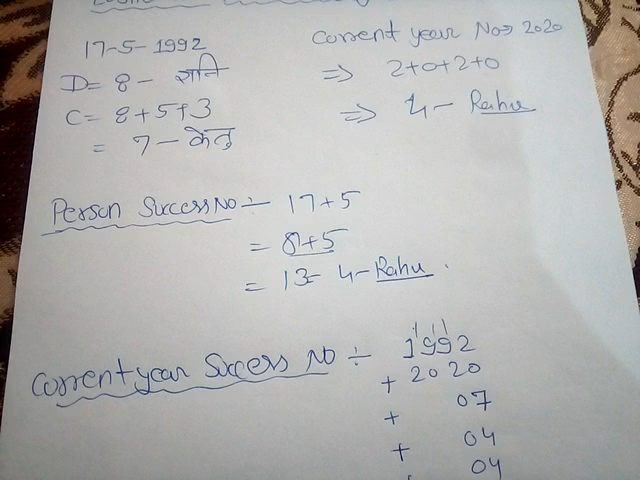 17-5-1992
D= 8 - शनि
C= 8+5+3
= 7 - केतु
Current year No⇒ 2020
⇒ 2+0+2+0
⇒ 4 - Rahu
Person Success No ÷ 17+5
= 8+5
= 13= 4 - Rahu.
Current year Success No ÷ 1992
+ 2020
+ 07
+ 04
+ 04